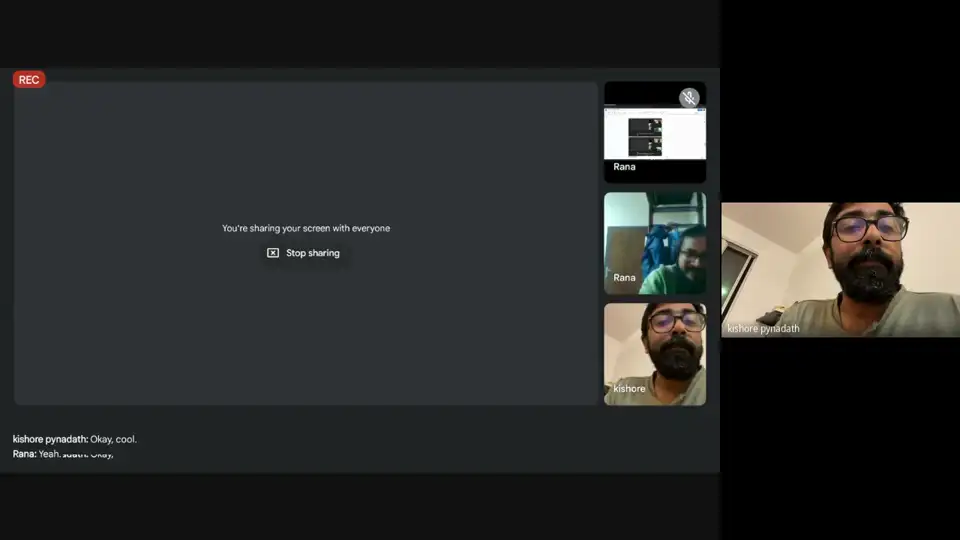 REC
You're sharing your screen with everyone
Stop sharing
Rana
Rana
kishore
kishore pynadath
kishore pynadath: Okay, cool.
Rana: Yeah.